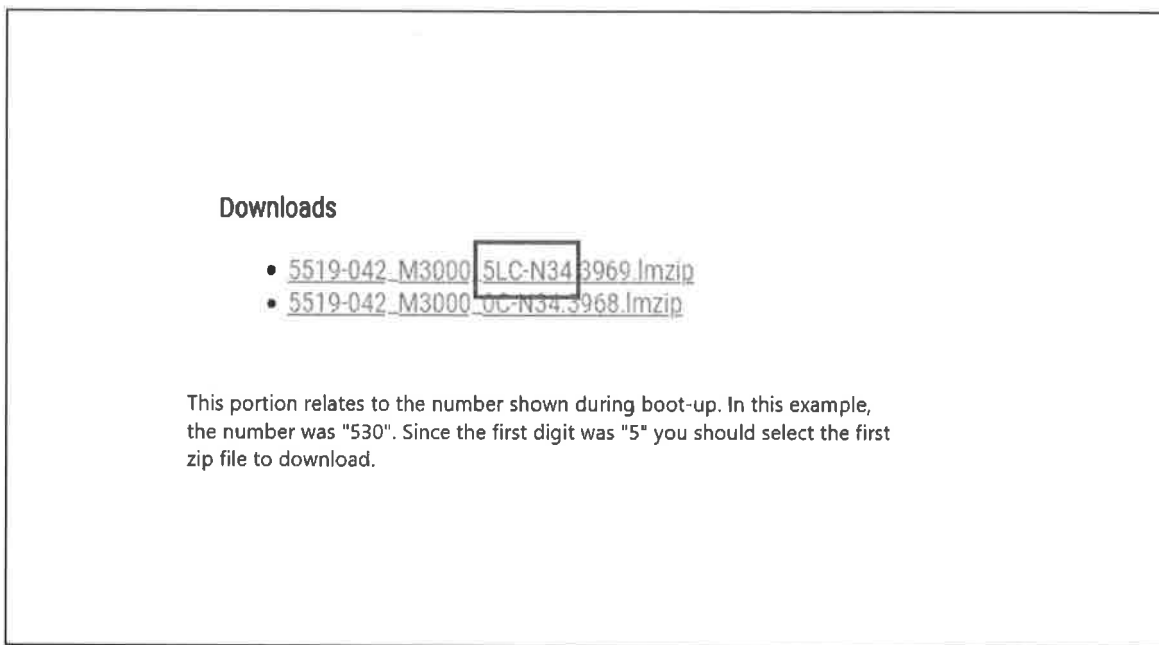 Downloads
• 5519-042_M3000_5LC-N34.3969.lmzip
• 5519-042_M3000_0C-N34.3968.lmzip
This portion relates to the number shown during boot-up. In this example,
the number was "530". Since the first digit was "5" you should select the first
zip file to download.